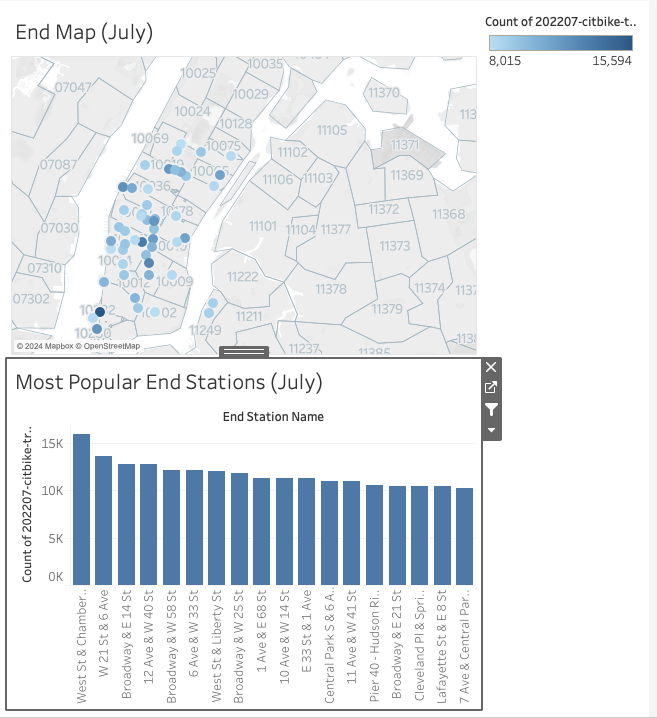 End Map (July)
Count of 202207-citbike-t..
8,015
15,594
10035
10025
07047
10029
11370
10024
113
10128
11105
10069
11371
10075
11102
07087
11369
11106
11103
11372
11368
10178
07030
11101
11104
11377
11373
07310
11222
11374
11378
07302
10012
10009
11379
11211
11249
11237
11385
© 2024 Mapbox © OpenStreetMap
Most Popular End Stations (July)
End Station Name
Count of 202207-citbike-tr..
15K
10K
5K
0K
West St & Chamber..
W 21 St & 6 Ave
Broadway & E 14 St
12 Ave & W 40 St
Broadway & W 58 St
6 Ave & W 33 St
West St & Liberty St
Broadway & W 25 St
1 Ave & E 68 St
10 Ave & W 14 St
E 33 St & 1 Ave
Central Park S & 6 A..
11 Ave & W 41 St
Pier 40 - Hudson Ri..
Broadway & E 21 St
Cleveland Pl & Spri..
Lafayette St & E 8 St
7 Ave & Central Par..